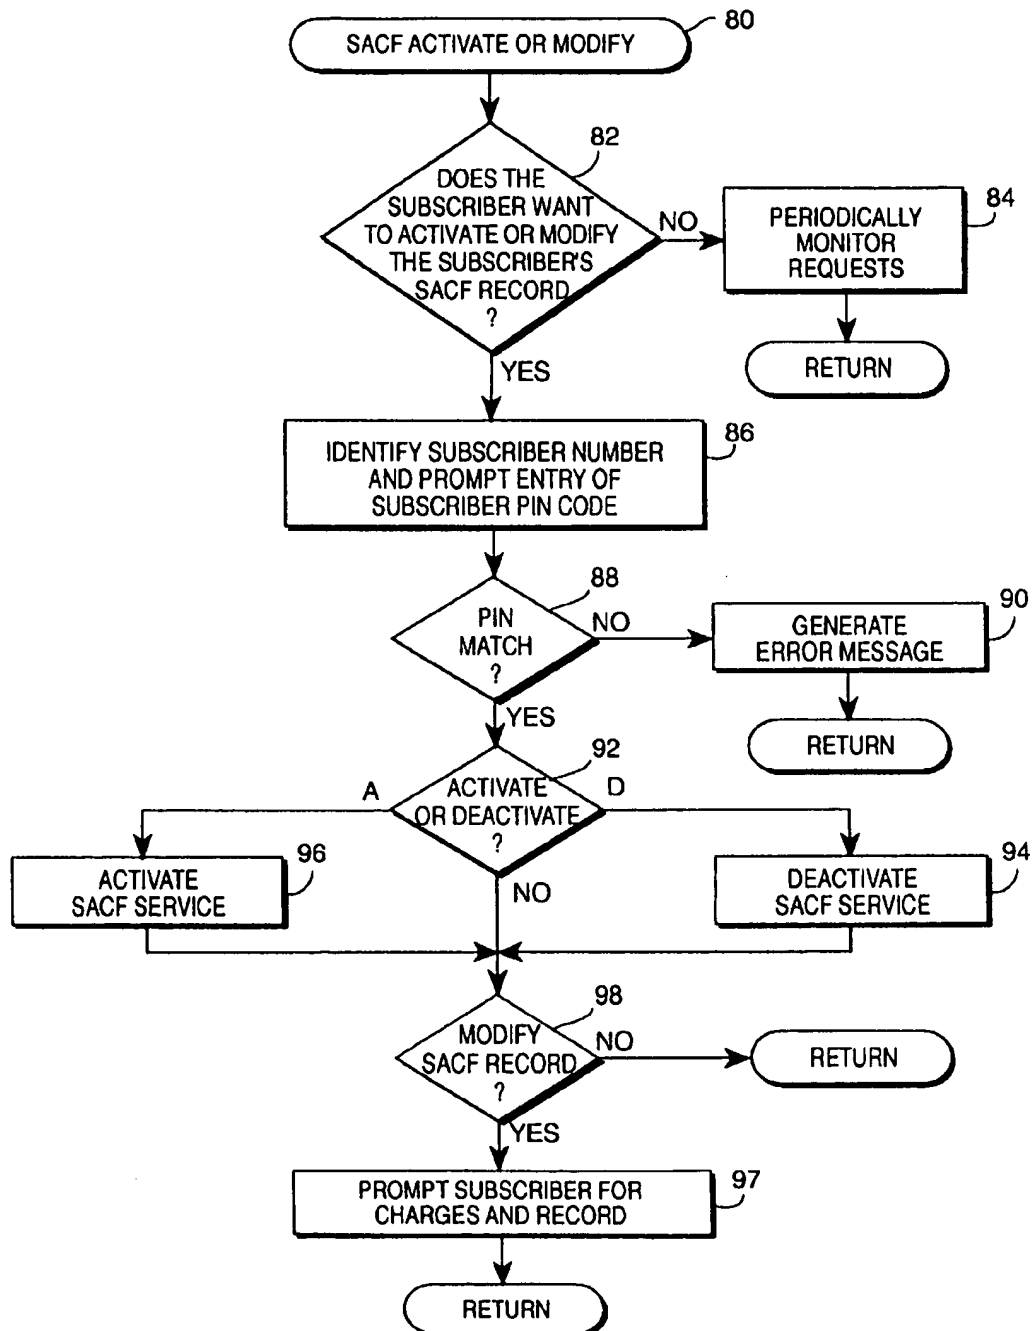 80
SACF ACTIVATE OR MODIFY
82
DOES THE
SUBSCRIBER WANT
TO ACTIVATE OR MODIFY
THE SUBSCRIBER'S
SACF RECORD
?
NO
84
PERIODICALLY
MONITOR
REQUESTS
RETURN
YES
86
IDENTIFY SUBSCRIBER NUMBER
AND PROMPT ENTRY OF
SUBSCRIBER PIN CODE
88
PIN
MATCH
?
NO
90
GENERATE
ERROR MESSAGE
RETURN
YES
92
ACTIVATE
OR DEACTIVATE
?
A
D
96
ACTIVATE
SACF SERVICE
NO
94
DEACTIVATE
SACF SERVICE
98
MODIFY
SACF RECORD
?
NO
RETURN
YES
97
PROMPT SUBSCRIBER FOR
CHARGES AND RECORD
RETURN